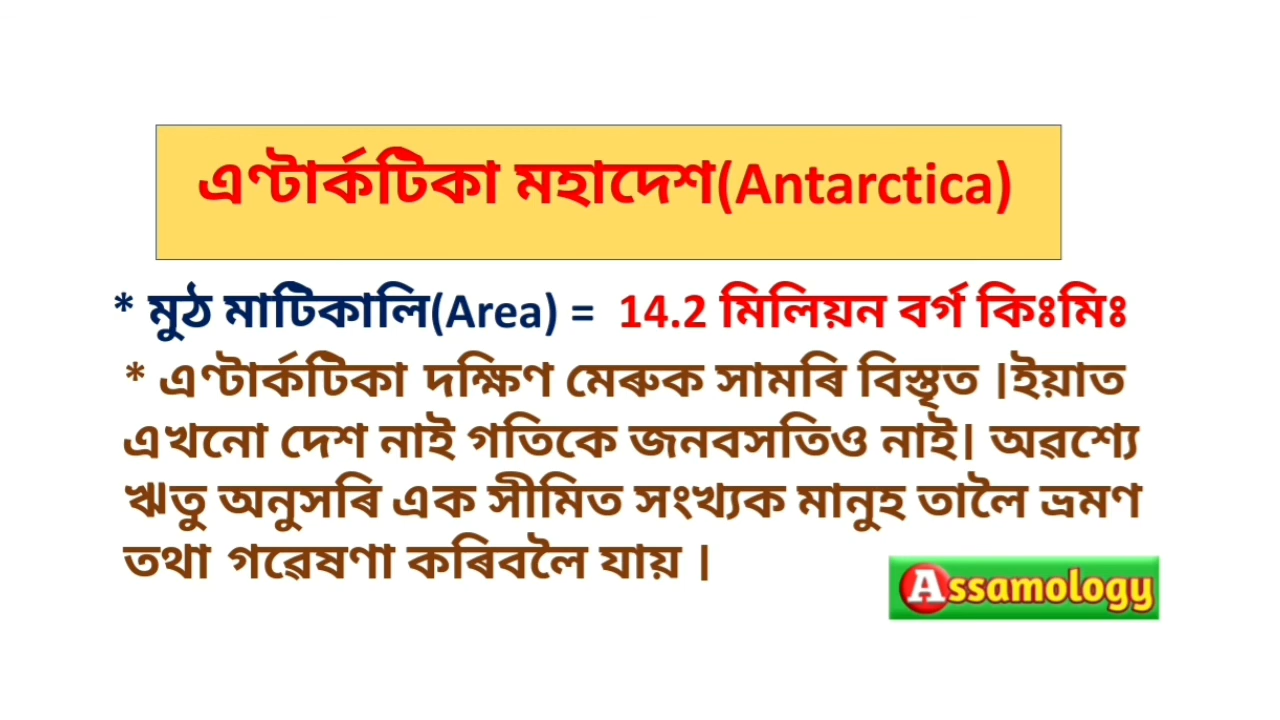 এণ্টাৰ্কটিকা মহাদেশ(Antarctica)
* মুঠ মাটিকালি(Area) = 14.2 মিলিয়ন বৰ্গ কিঃমিঃ
* এণ্টাৰ্কটিকা দক্ষিণ মেৰুক সামৰি বিস্তৃত ।ইয়াত
এখনো দেশ নাই গতিকে জনবসতিও নাই। অৱশ্যে
ঋতু অনুসৰি এক সীমিত সংখ্যক মানুহ তালৈ ভ্ৰমণ
তথা গৱেষণা কৰিবলৈ যায় ।
Assamology